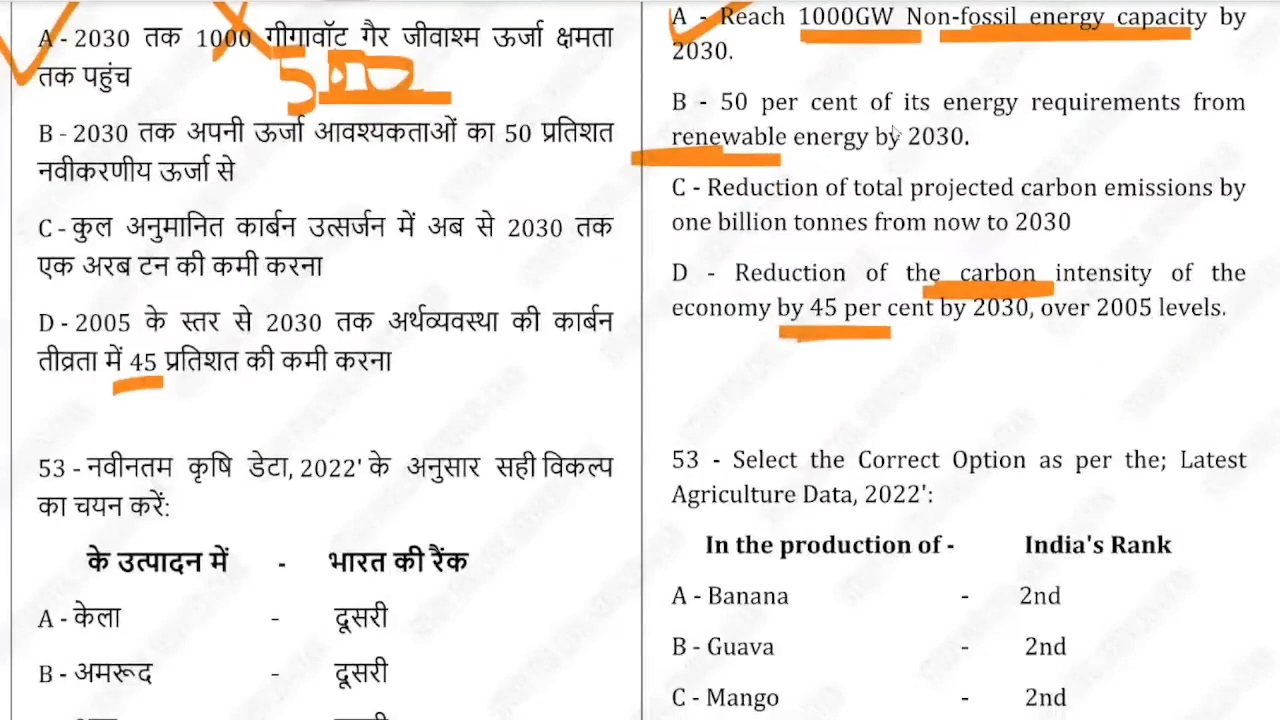 A - 2030 तक 1000 गीगावॉट गैर जीवाश्म ऊर्जा क्षमता
तक पहुंच
500
B - 2030 तक अपनी ऊर्जा आवश्यकताओं का 50 प्रतिशत
नवीकरणीय ऊर्जा से
C - कुल अनुमानित कार्बन उत्सर्जन में अब से 2030 तक
एक अरब टन की कमी करना
D - 2005 के स्तर से 2030 तक अर्थव्यवस्था की कार्बन
तीव्रता में 45 प्रतिशत की कमी करना
53 - नवीनतम कृषि डेटा, 2022' के अनुसार सही विकल्प
का चयन करें:
के उत्पादन में - भारत की रैंक
A - केला - दूसरी
B - अमरूद - दूसरी
A - Reach 1000GW Non-fossil energy capacity by
2030.
B - 50 per cent of its energy requirements from
renewable energy by 2030.
C - Reduction of total projected carbon emissions by
one billion tonnes from now to 2030
D - Reduction of the carbon intensity of the
economy by 45 per cent by 2030, over 2005 levels.
53 - Select the Correct Option as per the; Latest
Agriculture Data, 2022':
In the production of - India's Rank
A - Banana - 2nd
B - Guava - 2nd
C - Mango - 2nd